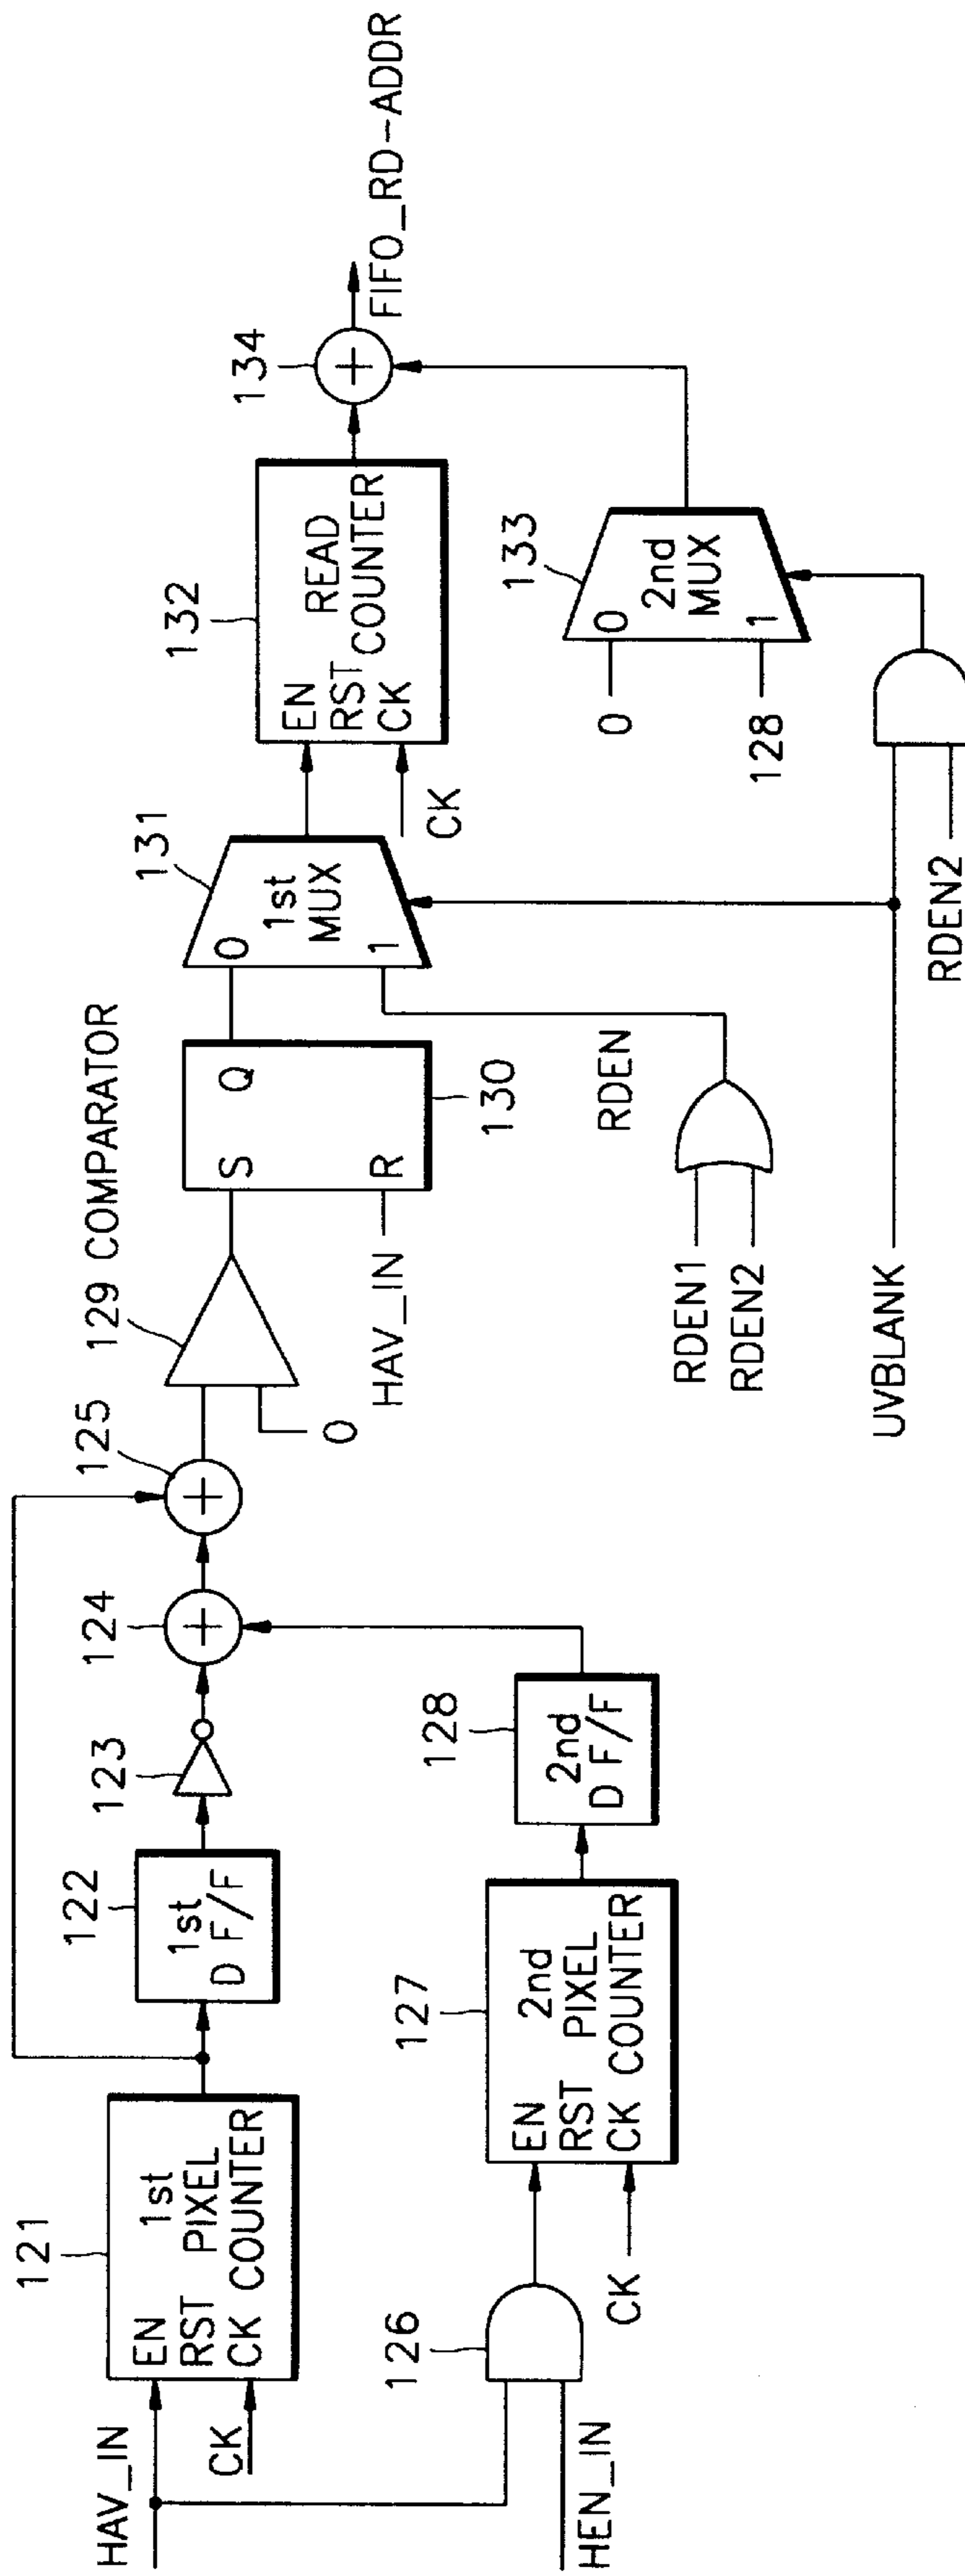 HAV_IN
CK
121
EN
RST
CK
1st
PIXEL
COUNTER
122
1st
D F/F
123
124
125
129 COMPARATOR
0
S
Q
R
HAV_IN
130
131
0
1st
MUX
1
132
EN
RST
CK
READ
COUNTER
CK
134
FIFO_RD-ADDR
HEN_IN
126
CK
127
EN
RST
CK
2nd
PIXEL
COUNTER
128
2nd
D F/F
RDEN1
RDEN2
RDEN
133
0
128
0
2nd
MUX
1
UVBLANK
RDEN2